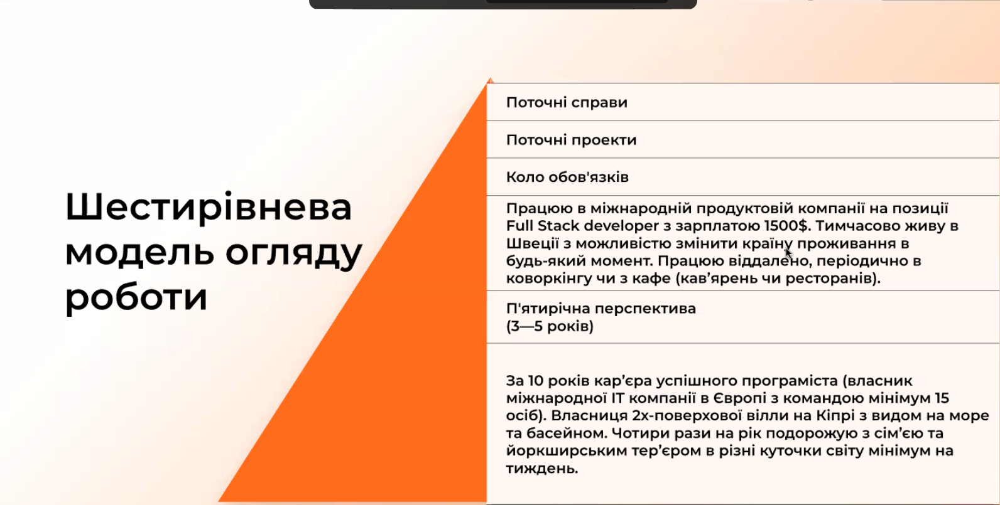 Шестирівнева
модель огляду
роботи
Поточні справи
Поточні проекти
Коло обов'язків
Працюю в міжнародній продуктовій компанії на позиції
Full Stack developer з зарплатою 1500$. Тимчасово живу в
Швеції з можливістю змінити країну проживання в
будь-який момент. Працюю віддалено, періодично в
коворкінгу чи з кафе (кав’ярень чи ресторанів).
П'ятирічна перспектива
(3—5 років)
За 10 років кар’єра успішного програміста (власник
міжнародної ІТ компанії в Європі з командою мінімум 15
осіб). Власниця 2х-поверхової вілли на Кіпрі з видом на море
та басейном. Чотири рази на рік подорожую з сім’єю та
йоркширським тер’єром в різні куточки світу мінімум на
тиждень.